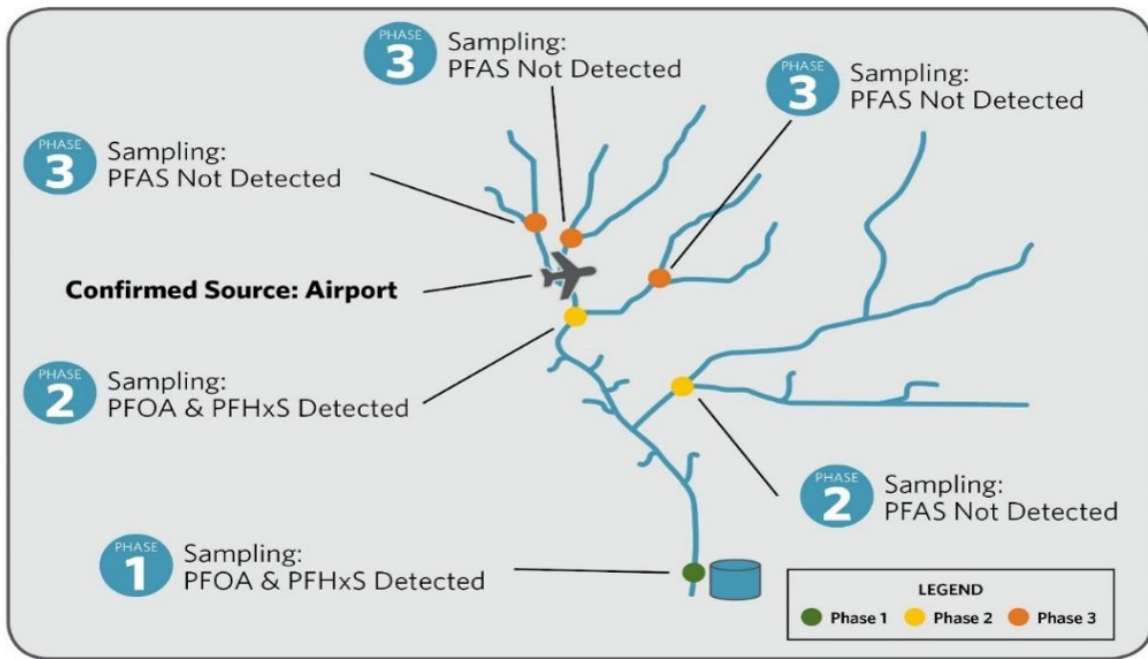 PHASE
3
Sampling:
PFAS Not Detected
PHASE
3
Sampling:
PFAS Not Detected
PHASE
3
Sampling:
PFAS Not Detected
Confirmed Source: Airport
PHASE
2
Sampling:
PFOA & PFHxS Detected
PHASE
2
Sampling:
PFAS Not Detected
PHASE
1
Sampling:
PFOA & PFHxS Detected
LEGEND
Phase 1 Phase 2 Phase 3